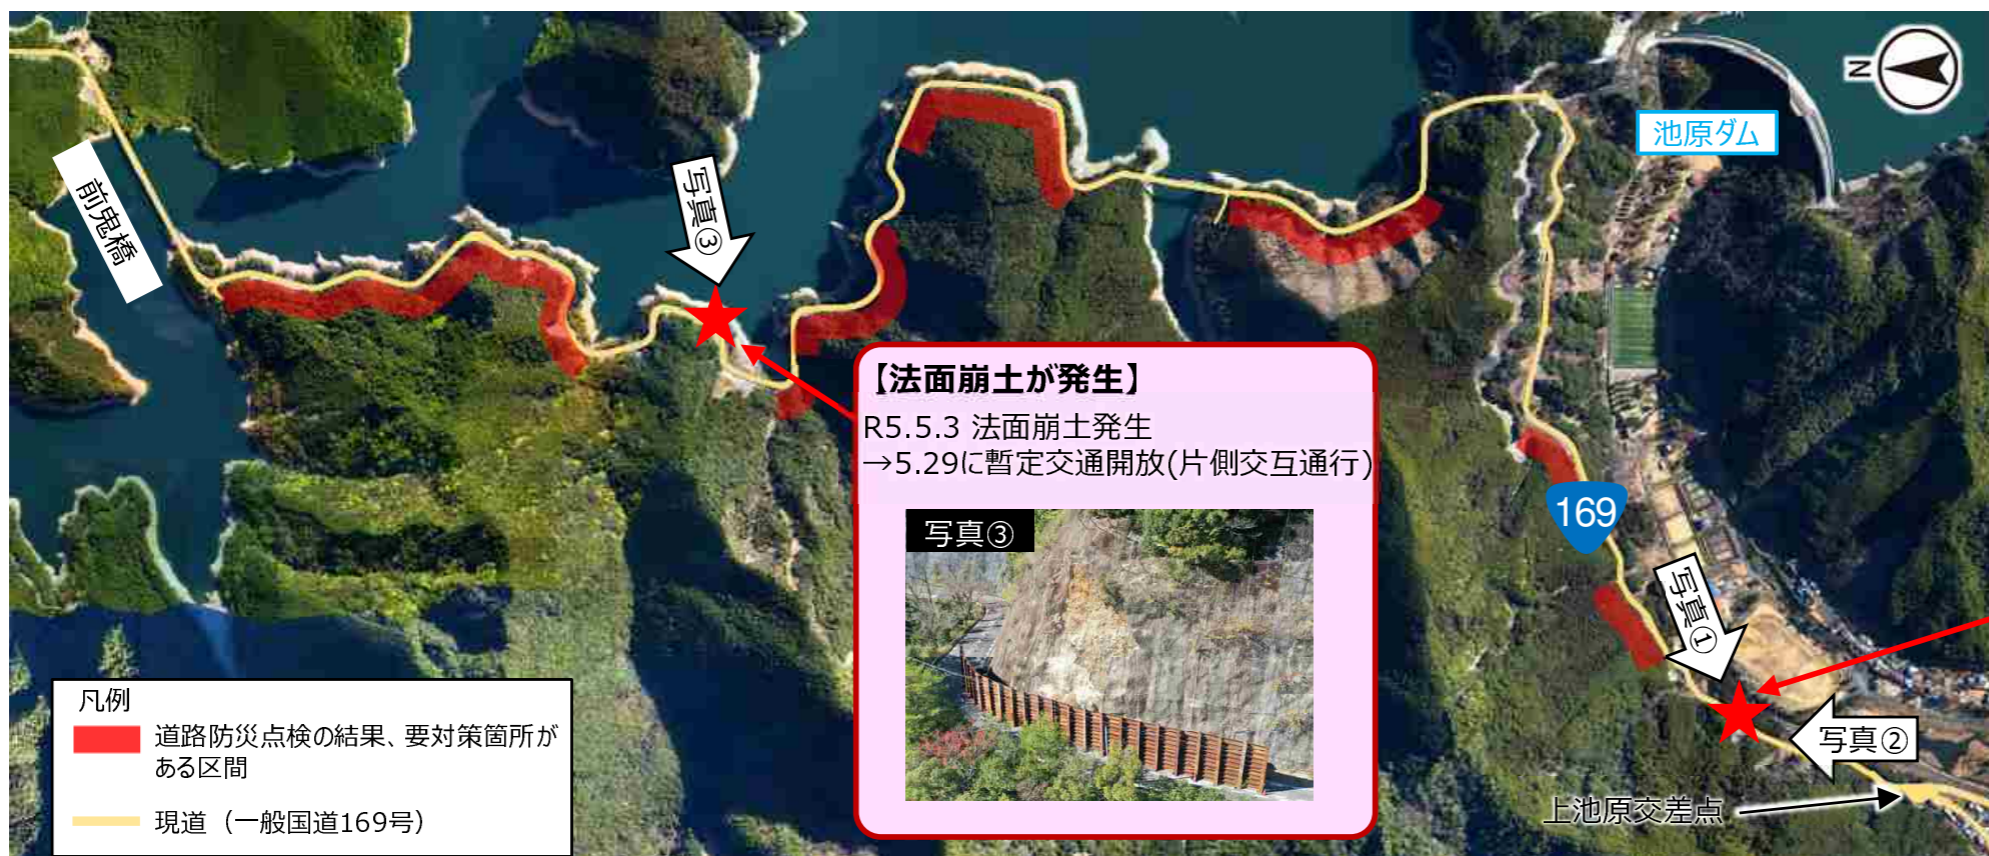 前鬼橋
写真③
N
池原ダム
【法面崩土が発生】
R5.5.3 法面崩土発生
→5.29に暫定交通開放(片側交互通行)
写真③
169
写真①
写真②
上池原交差点
凡例
道路防災点検の結果、要対策箇所が
ある区間
現道（一般国道169号）